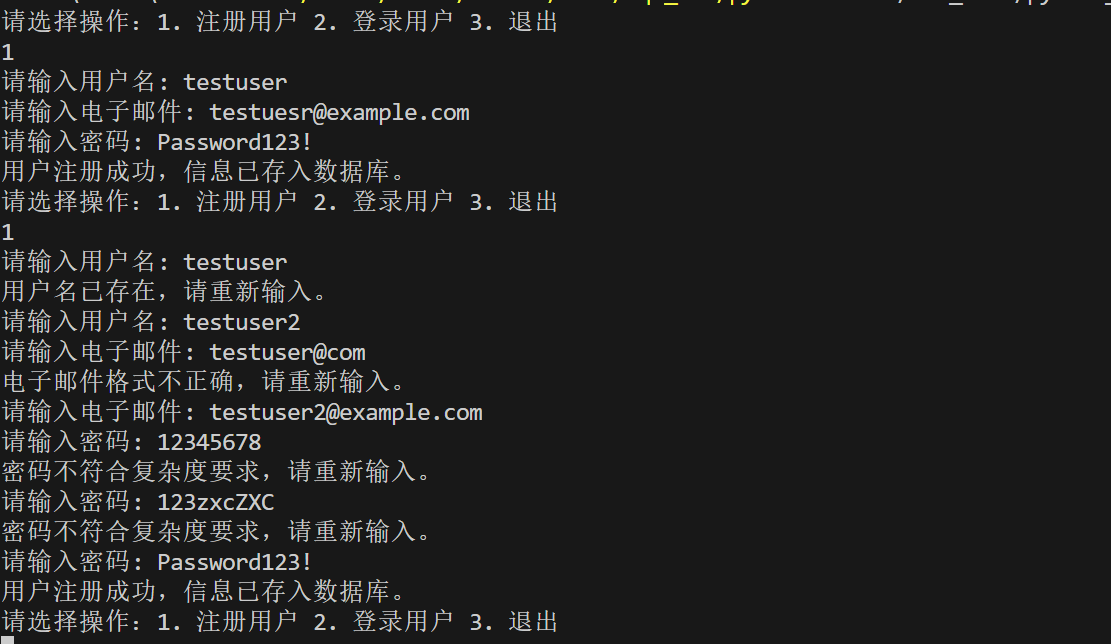 请选择操作：1. 注册用户 2. 登录用户 3. 退出
1
请输入用户名：testuser
请输入电子邮件：testuesr@example.com
请输入密码：Password123!
用户注册成功，信息已存入数据库。
请选择操作：1. 注册用户 2. 登录用户 3. 退出
1
请输入用户名：testuser
用户名已存在，请重新输入。
请输入用户名：testuser2
请输入电子邮件：testuser@com
电子邮件格式不正确，请重新输入。
请输入电子邮件：testuser2@example.com
请输入密码：12345678
密码不符合复杂度要求，请重新输入。
请输入密码：123zxcZXC
密码不符合复杂度要求，请重新输入。
请输入密码：Password123!
用户注册成功，信息已存入数据库。
请选择操作：1. 注册用户 2. 登录用户 3. 退出